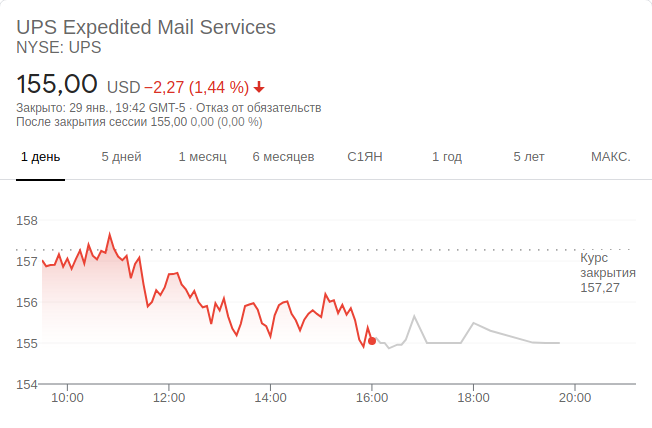 UPS Expedited Mail Services
NYSE: UPS
155,00 USD −2,27 (1,44 %)
Закрыто: 29 янв., 19:42 GMT-5 · Отказ от обязательств
После закрытия сессии 155,00 0,00 (0,00 %)
1 день 5 дней 1 месяц 6 месяцев С1ЯН 1 год 5 лет МАКС.
158
157
156
155
154
Курс
закрытия
157,27
10:00 12:00 14:00 16:00 18:00 20:00